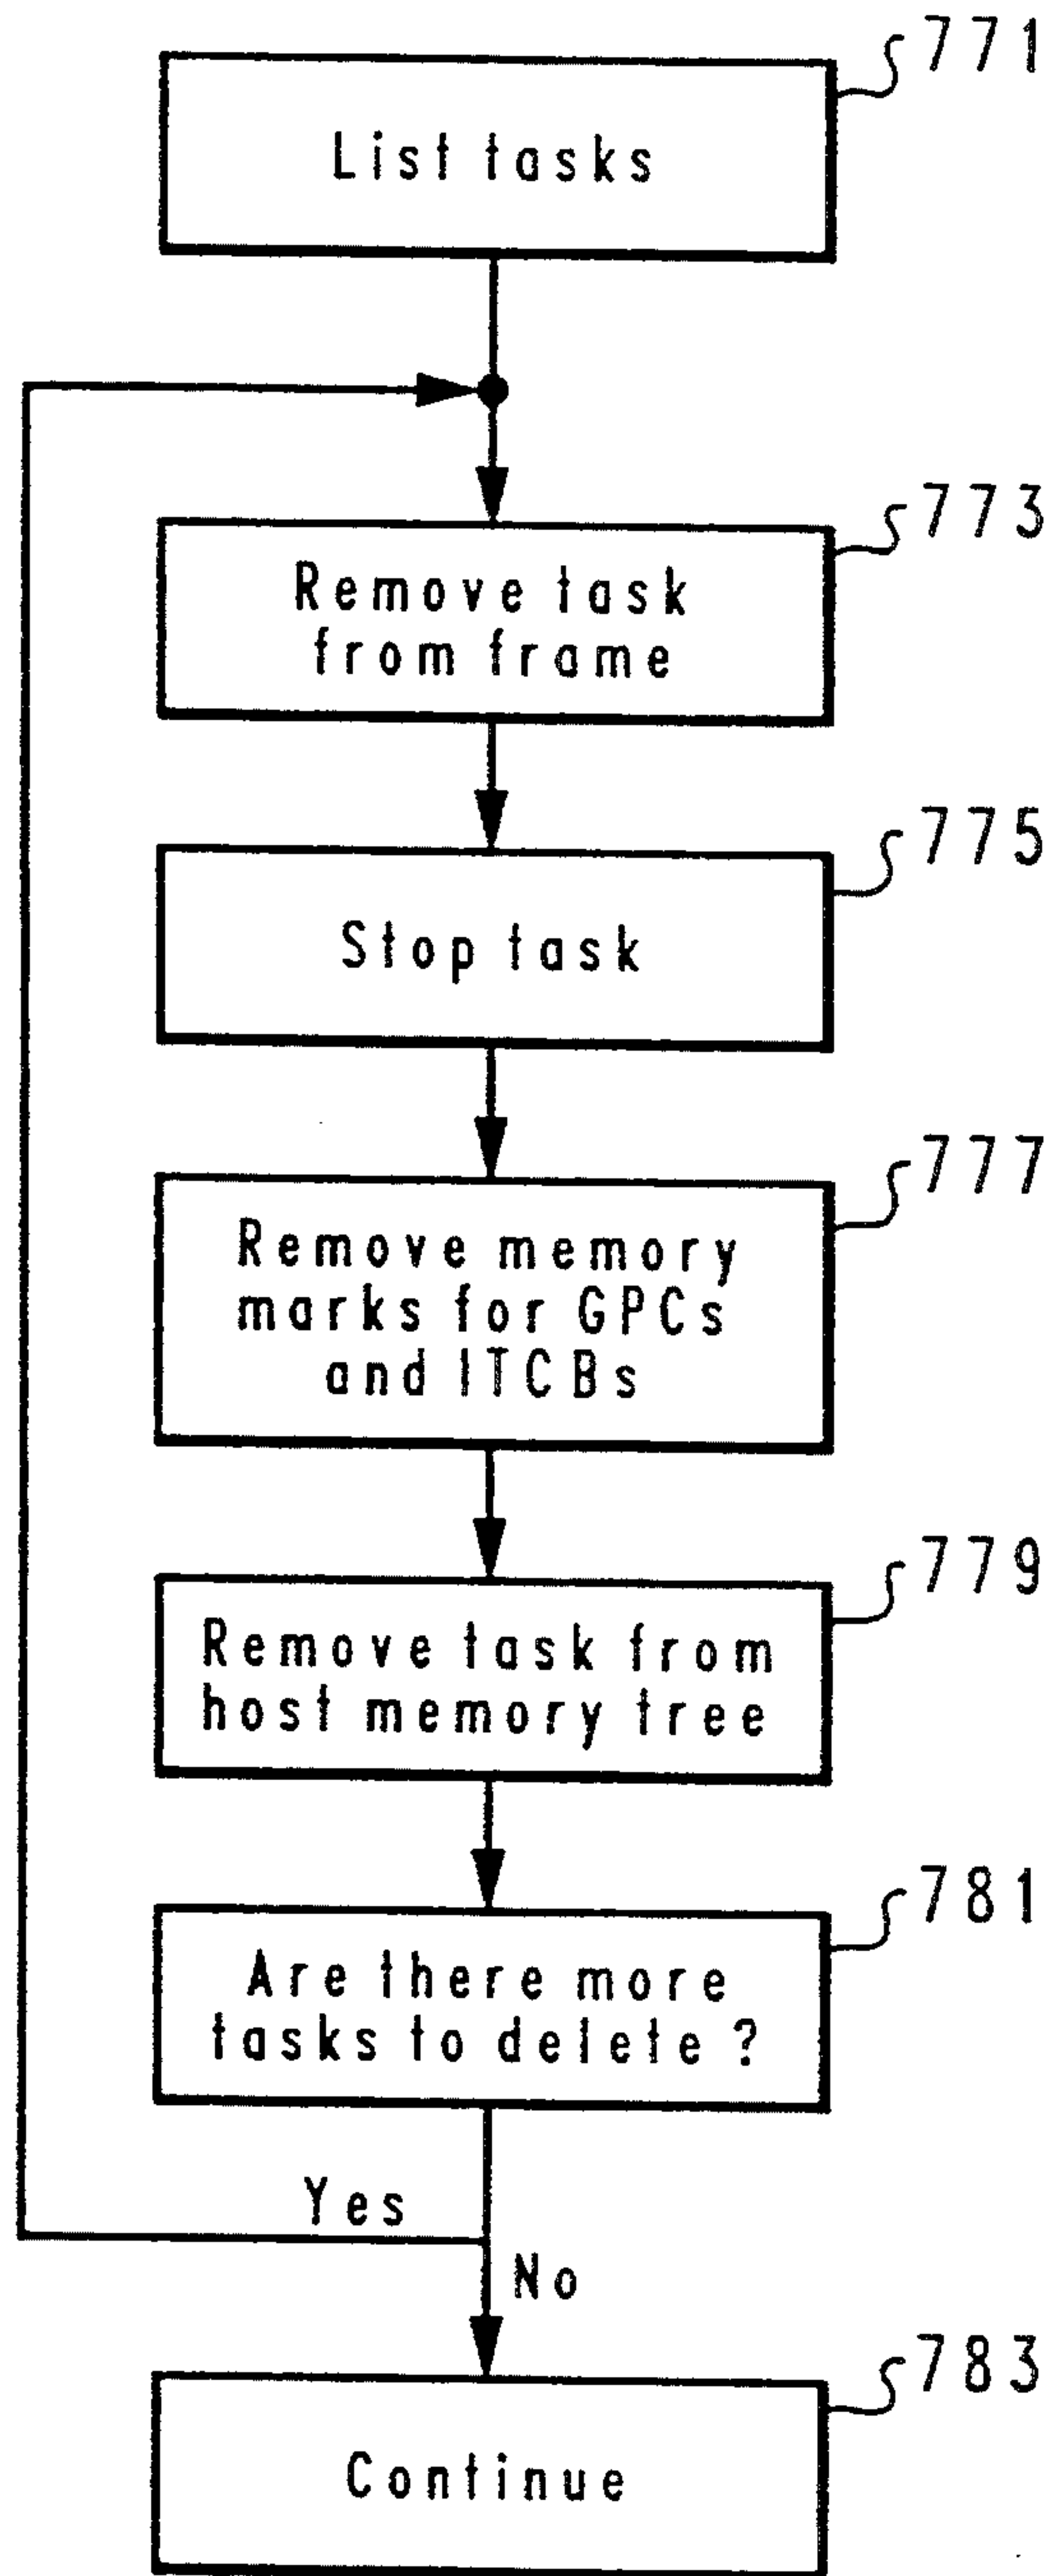 771
List tasks
773
Remove task
from frame
775
Stop task
777
Remove memory
marks for GPCs
and ITCBs
779
Remove task from
host memory tree
781
Are there more
tasks to delete?
Yes
No
783
Continue